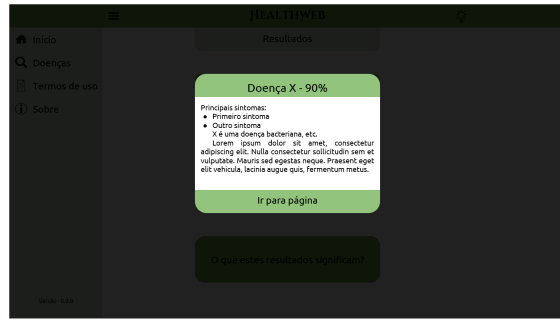 HEALTHWEB
Início
Doenças
Termos de uso
Sobre
Resultados
Doença X - 90%
Principais sintomas:
● Primeiro sintoma
● Outro sintoma
X é uma doença bacteriana, etc.
Lorem ipsum dolor sit amet, consectetur
adipiscing elit. Nulla consectetur sollicitudin sem et
vulputate. Mauris sed egestas neque. Praesent eget
elit vehicula, lacinia augue quis, fermentum metus.
Ir para página
O que estes resultados significam?